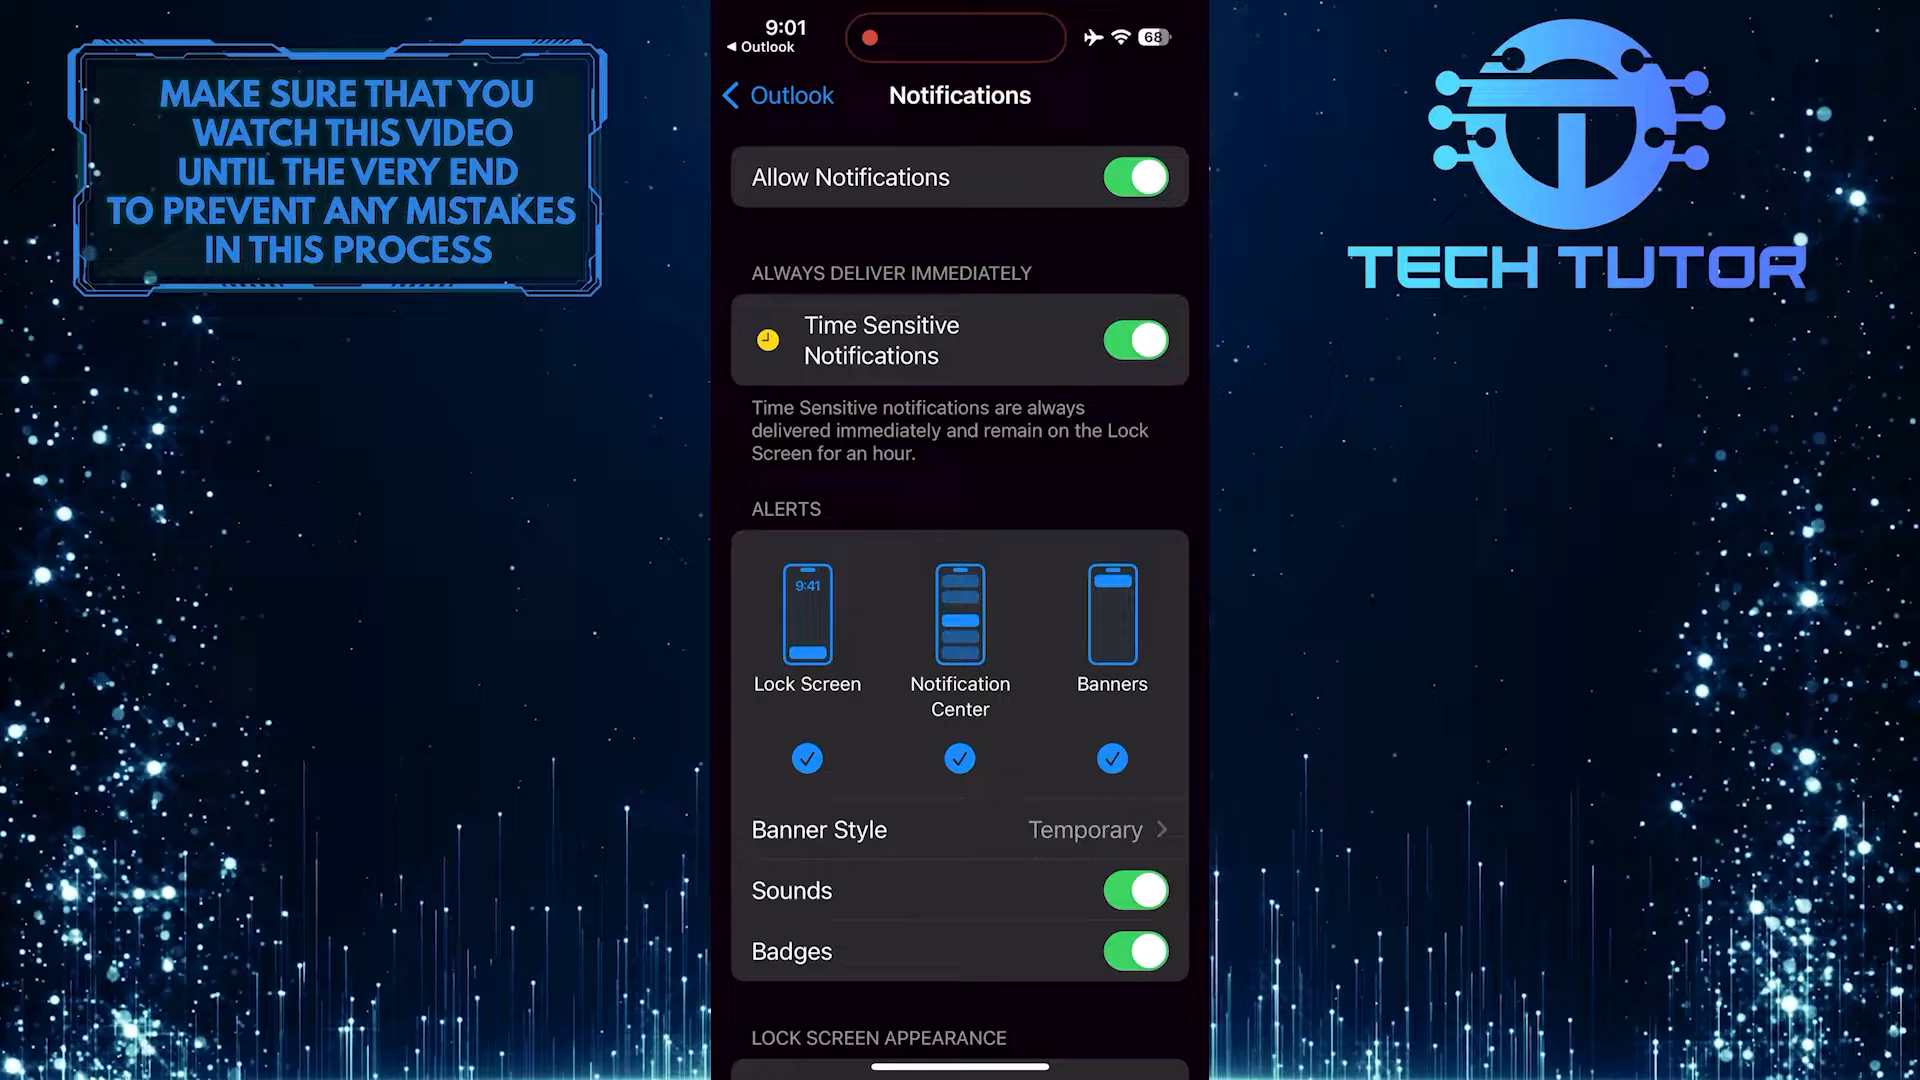 MAKE SURE THAT YOU
WATCH THIS VIDEO
UNTIL THE VERY END
TO PREVENT ANY MISTAKES
IN THIS PROCESS
9:01
Outlook
68
Outlook
Notifications
Allow Notifications
ALWAYS DELIVER IMMEDIATELY
Time Sensitive
Notifications
Time Sensitive notifications are always
delivered immediately and remain on the Lock
Screen for an hour.
ALERTS
9:41
Lock Screen
Notification
Center
Banners
Banner Style
Temporary
Sounds
Badges
LOCK SCREEN APPEARANCE
TECH TUTOR